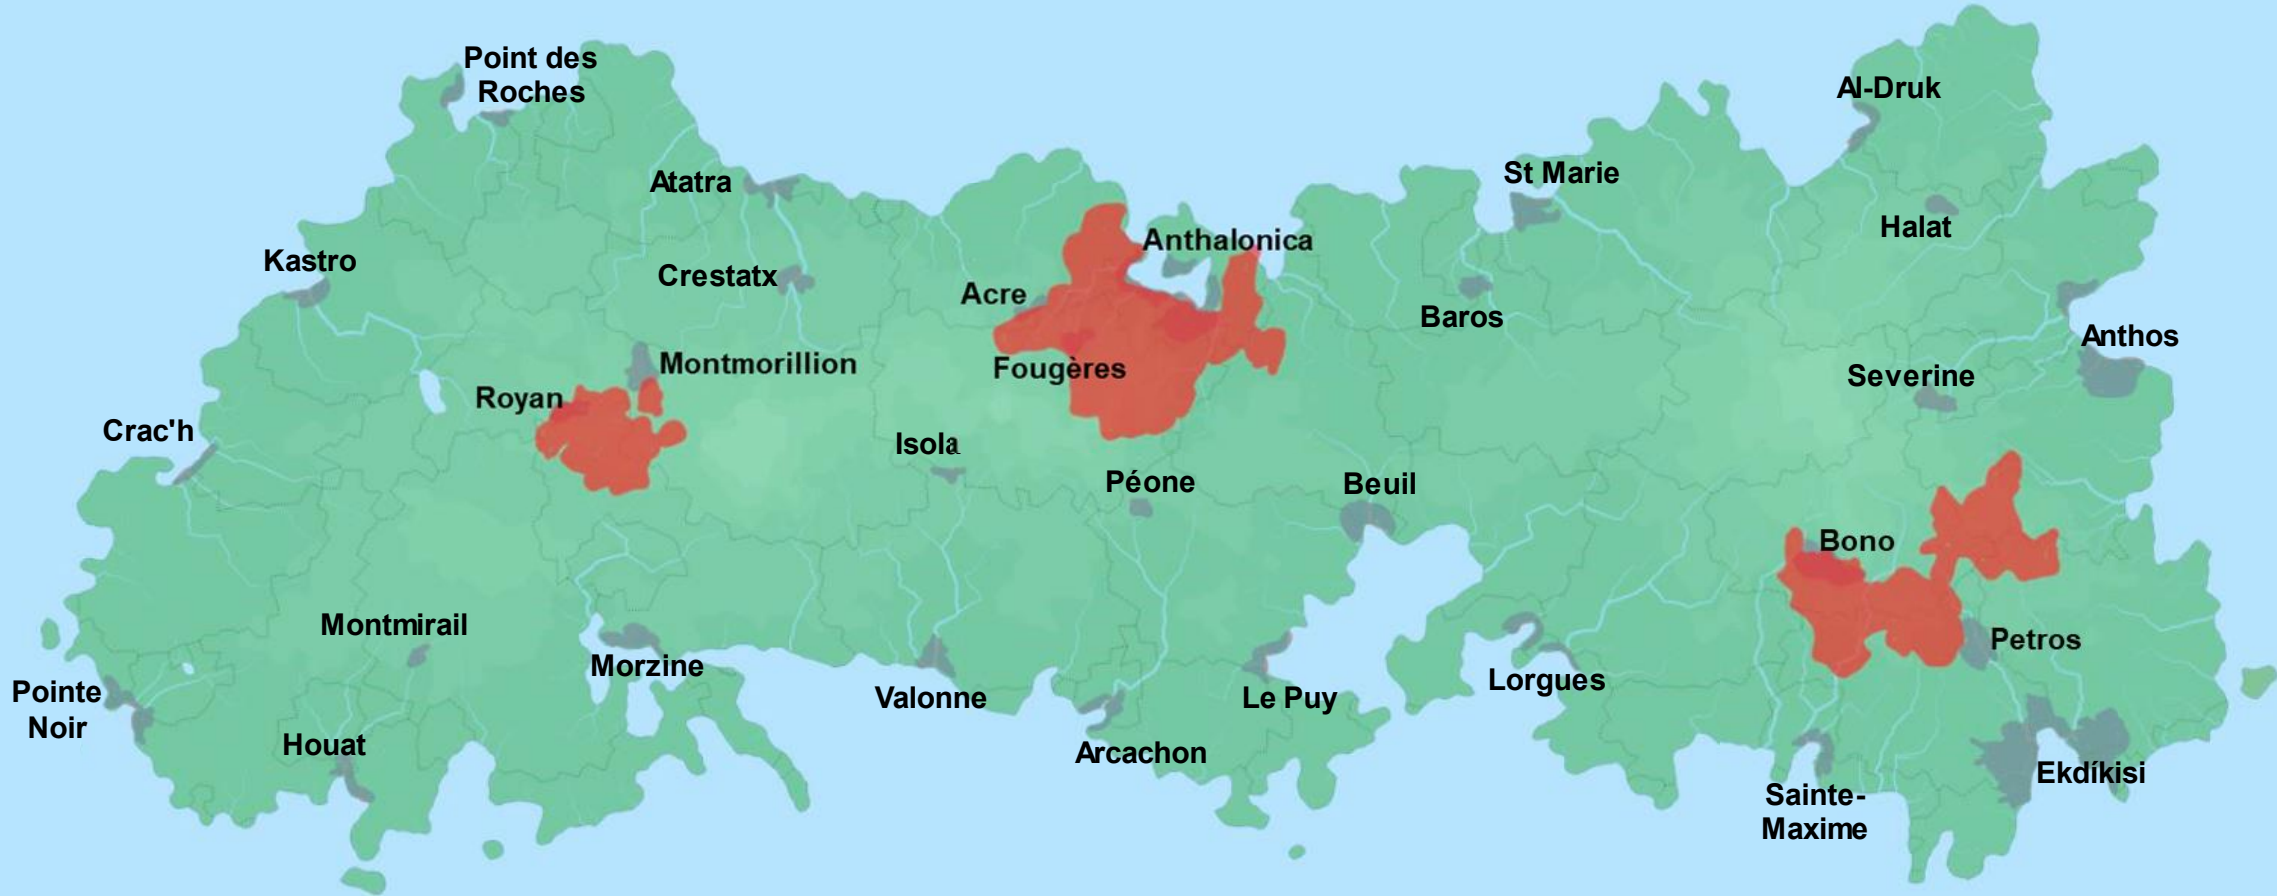 Point des
Roches
Al-Druk
Atatra
St Marie
Halat
Anthalonica
Kastro
Crestatx
Acre
Baros
Anthos
Montmorillion
Fougères
Severine
Royan
Crac'h
Isola
Péone
Beuil
Bono
Montmirail
Petros
Morzine
Pointe
Noir
Valonne
Le Puy
Lorgues
Houat
Arcachon
Ekdíkisi
Sainte-
Maxime